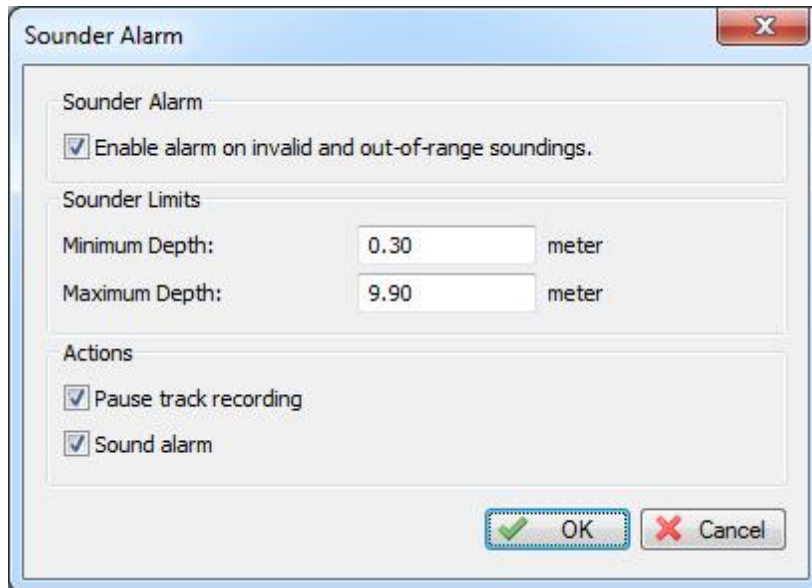 Sounder Alarm
Sounder Alarm
Enable alarm on invalid and out-of-range soundings.
Sounder Limits
Minimum Depth: 0.30 meter
Maximum Depth: 9.90 meter
Actions
Pause track recording
Sound alarm
OK Cancel